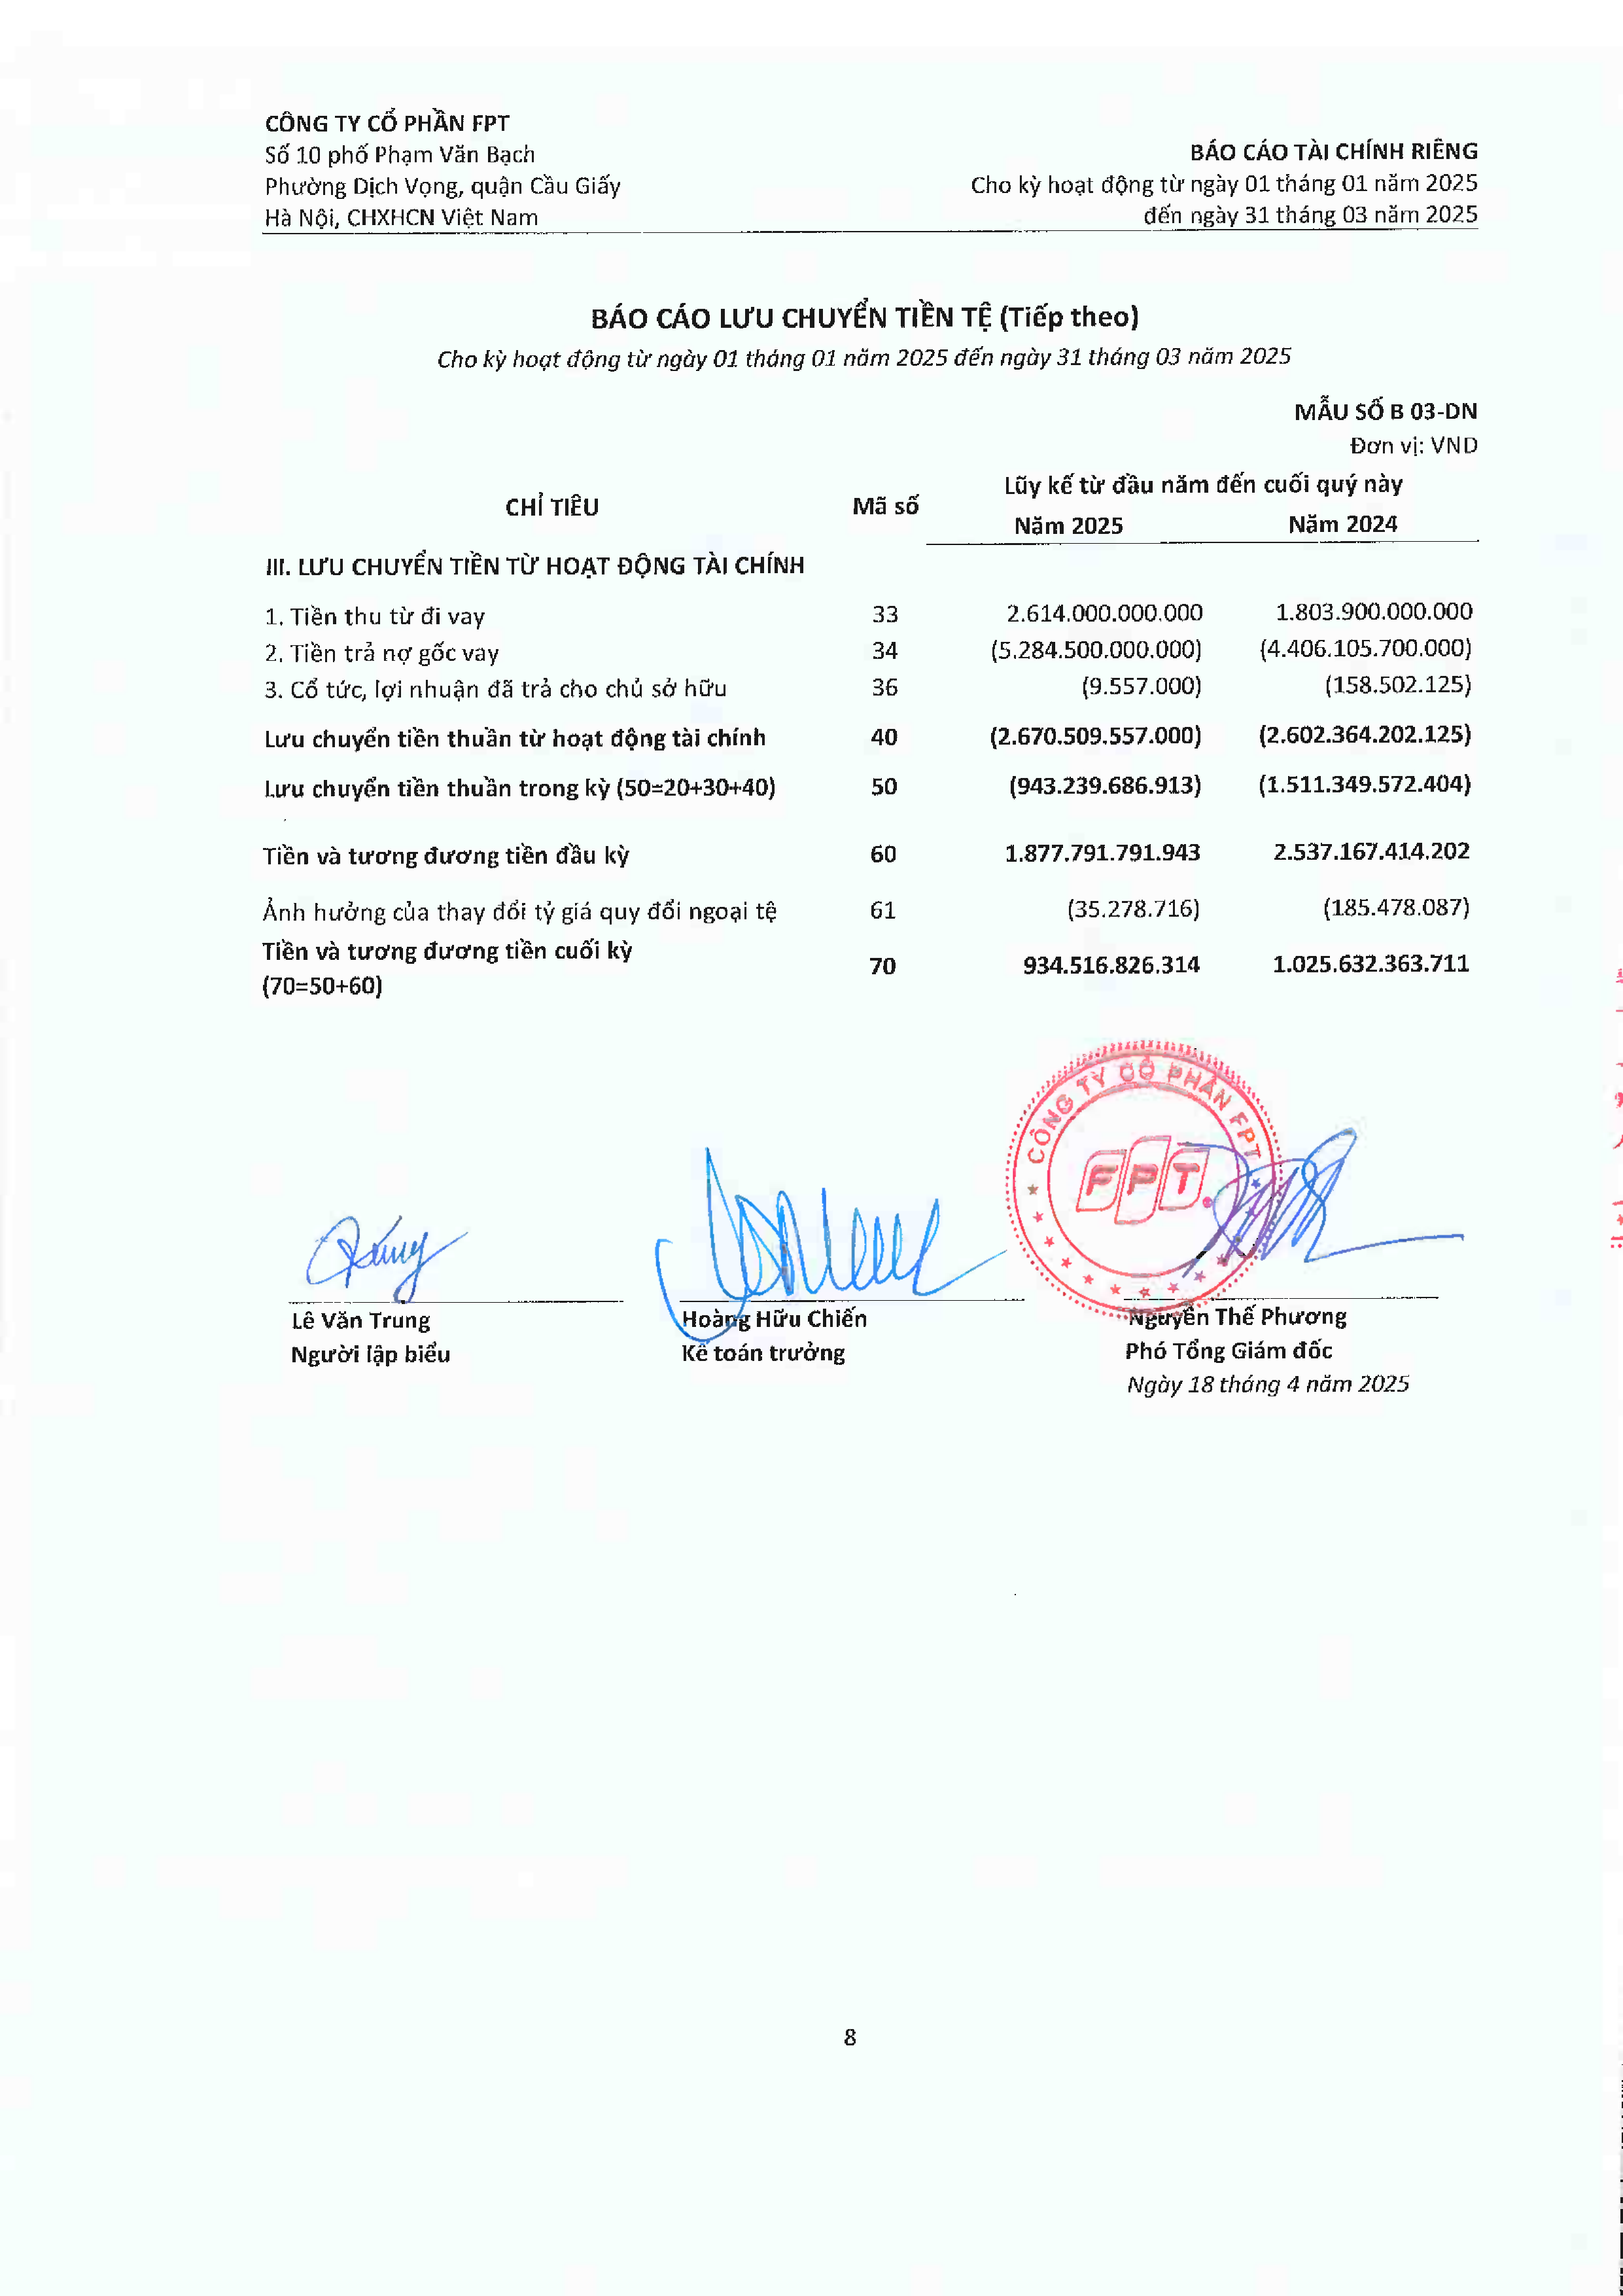 CÔNG TY CỔ PHẦN FPT
Số 10 phố Phạm Văn Bạch
Phường Dịch Vọng, quận Cầu Giấy
Hà Nội, CHXHCN Việt Nam
BÁO CÁO TÀI CHÍNH RIÊNG
Cho kỳ hoạt động từ ngày 01 tháng 01 năm 2025
đến ngày 31 tháng 03 năm 2025
BÁO CÁO LƯU CHUYỂN TIỀN TỆ (Tiếp theo)
Cho kỳ hoạt động từ ngày 01 tháng 01 năm 2025 đến ngày 31 tháng 03 năm 2025
MẪU SỐ B 03-DN
Đơn vị: VND
CHỈ TIÊU Mã số Lũy kế từ đầu năm đến cuối quý này
Năm 2025 Năm 2024
III. LƯU CHUYỂN TIỀN TỪ HOẠT ĐỘNG TÀI CHÍNH
1. Tiền thu từ đi vay 33 2.614.000.000.000 1.803.900.000.000
2. Tiền trả nợ gốc vay 34 (5.284.500.000.000) (4.406.105.700.000)
3. Cổ tức, lợi nhuận đã trả cho chủ sở hữu 36 (9.557.000) (158.502.125)
Lưu chuyển tiền thuần từ hoạt động tài chính 40 (2.670.509.557.000) (2.602.364.202.125)
Lưu chuyển tiền thuần trong kỳ (50=20+30+40) 50 (943.239.686.913) (1.511.349.572.404)
Tiền và tương đương tiền đầu kỳ 60 1.877.791.791.943 2.537.167.414.202
Ảnh hưởng của thay đổi tỷ giá quy đổi ngoại tệ 61 (35.278.716) (185.478.087)
Tiền và tương đương tiền cuối kỳ
(70=50+60) 70 934.516.826.314 1.025.632.363.711
CÔNG TY CỔ PHẦN FPT
FPT
Lê Văn Trung
Người lập biểu
Hoàng Hữu Chiến
Kế toán trưởng
Nguyễn Thế Phương
Phó Tổng Giám đốc
Ngày 18 tháng 4 năm 2025
8